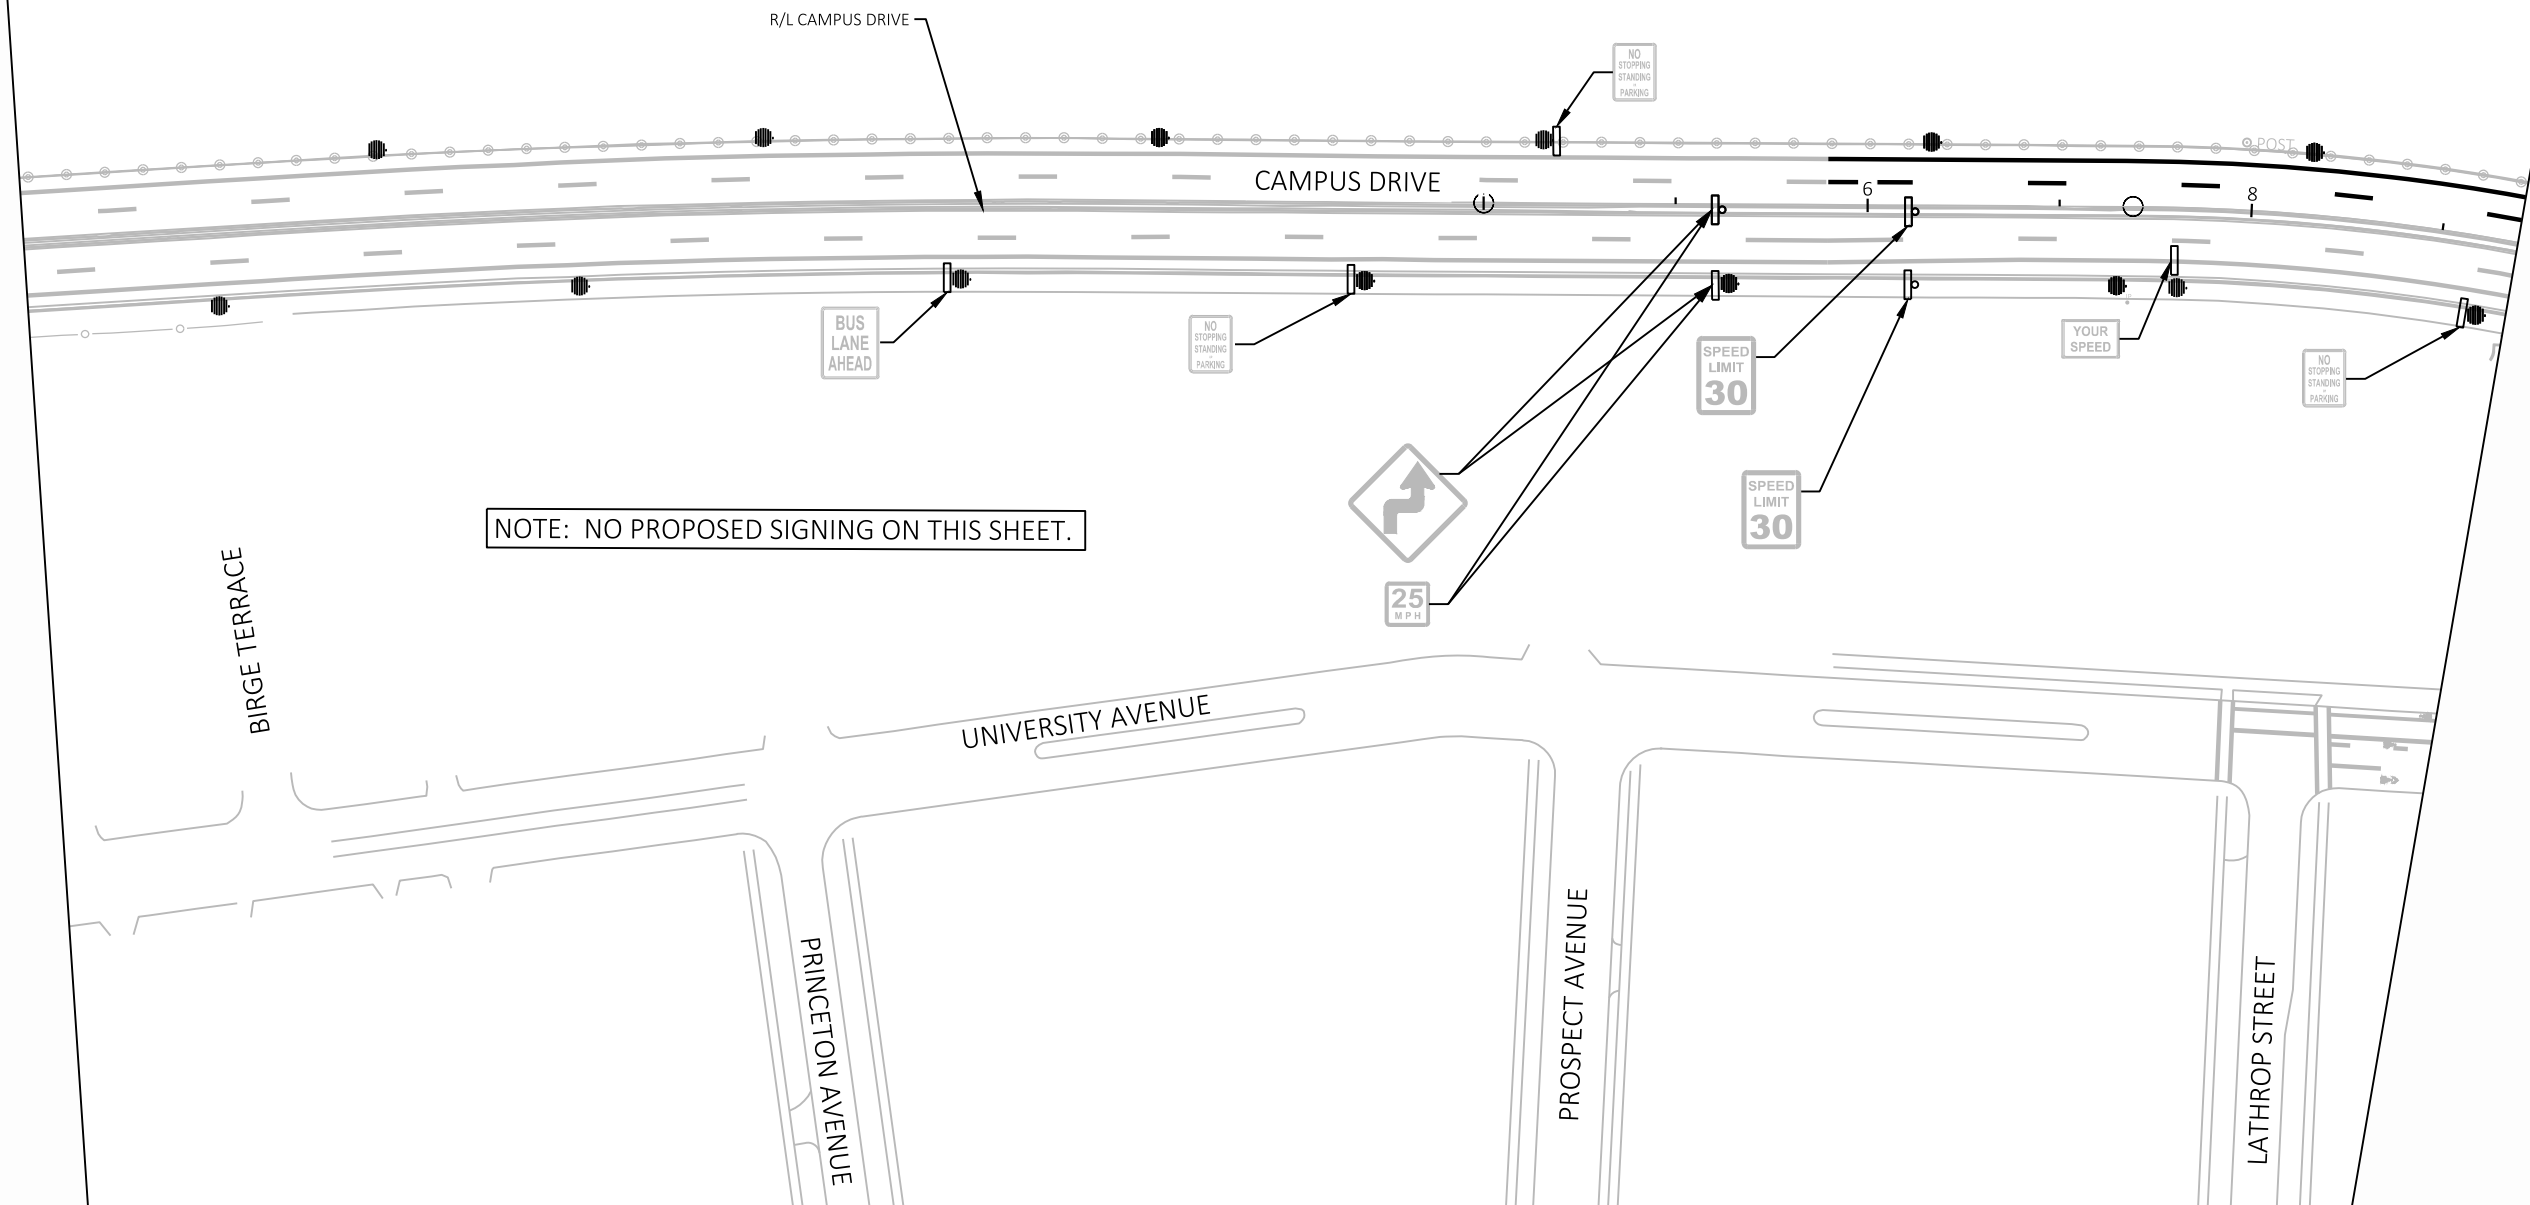 R/L CAMPUS DRIVE
NO
STOPPING
STANDING
PARKING
POST
CAMPUS DRIVE
6
8
BUS
LANE
AHEAD
NO
STOPPING
STANDING
PARKING
SPEED
LIMIT
30
YOUR
SPEED
NO
STOPPING
STANDING
PARKING
SPEED
LIMIT
30
NOTE:  NO PROPOSED SIGNING ON THIS SHEET.
25
MPH
BIRGE TERRACE
UNIVERSITY AVENUE
PRINCETON AVENUE
PROSPECT AVENUE
LATHROP STREET